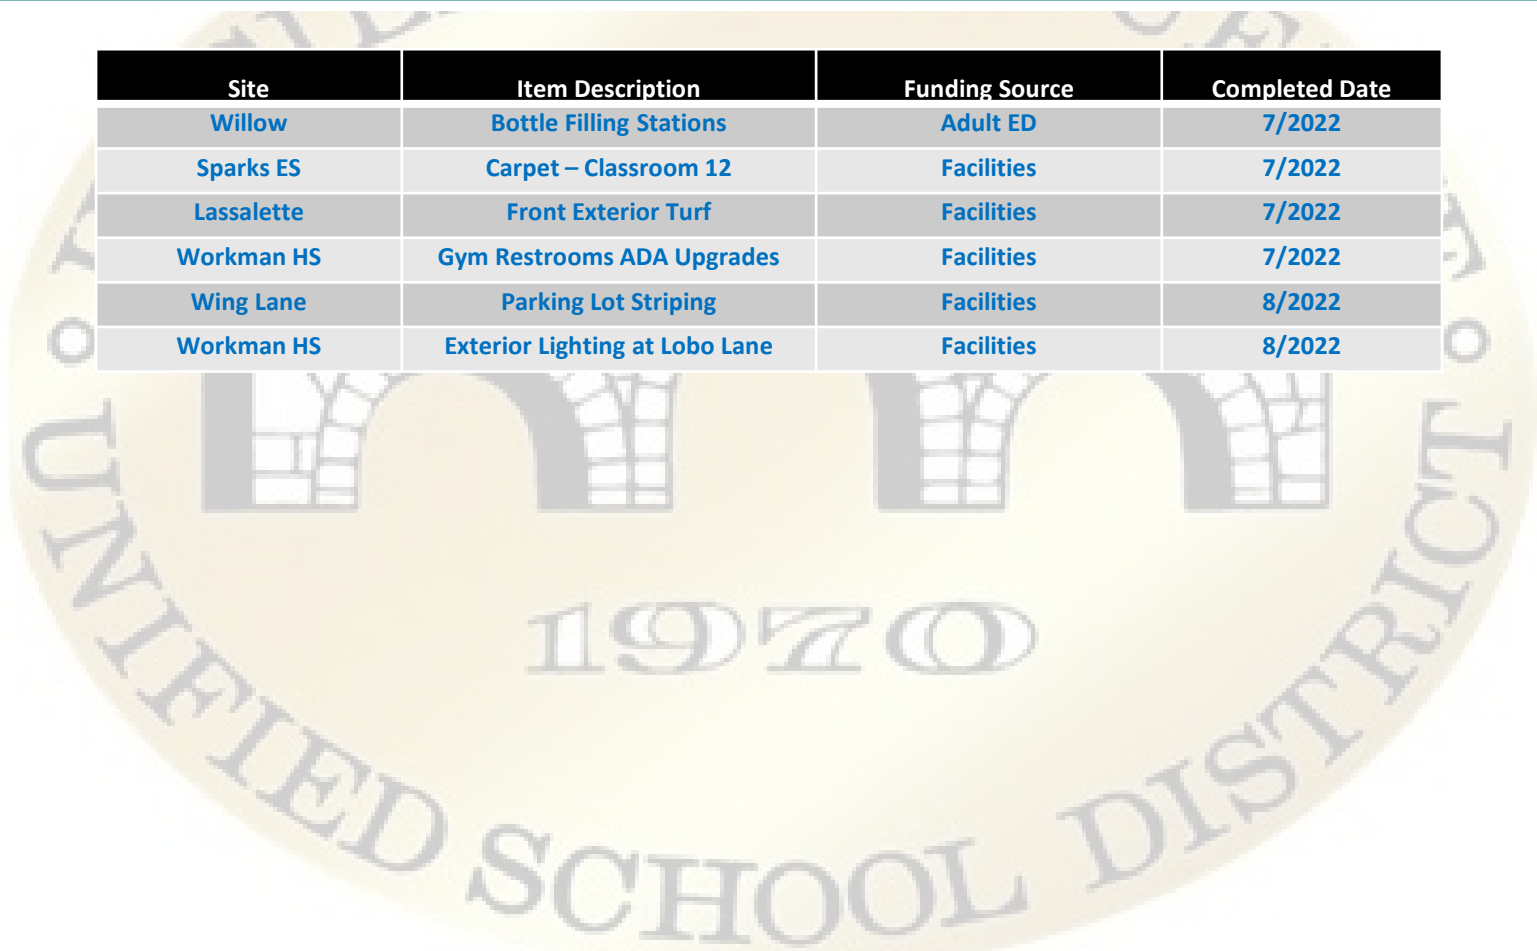 Site Item Description Funding Source Completed Date
Willow Bottle Filling Stations Adult ED 7/2022
Sparks ES Carpet – Classroom 12 Facilities 7/2022
Lassalette Front Exterior Turf Facilities 7/2022
Workman HS Gym Restrooms ADA Upgrades Facilities 7/2022
Wing Lane Parking Lot Striping Facilities 8/2022
Workman HS Exterior Lighting at Lobo Lane Facilities 8/2022
1970
UNIFIED SCHOOL DISTRICT